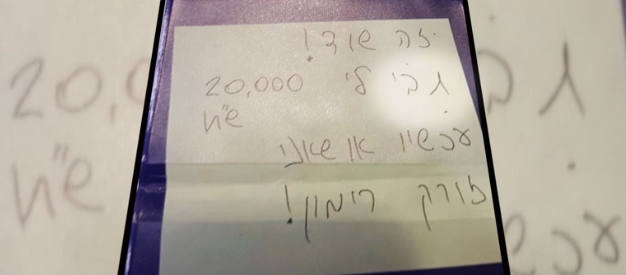 זה שוד!
תבי לי 20,000
ש"ח
עכשיו או שאני
זורק רימון!